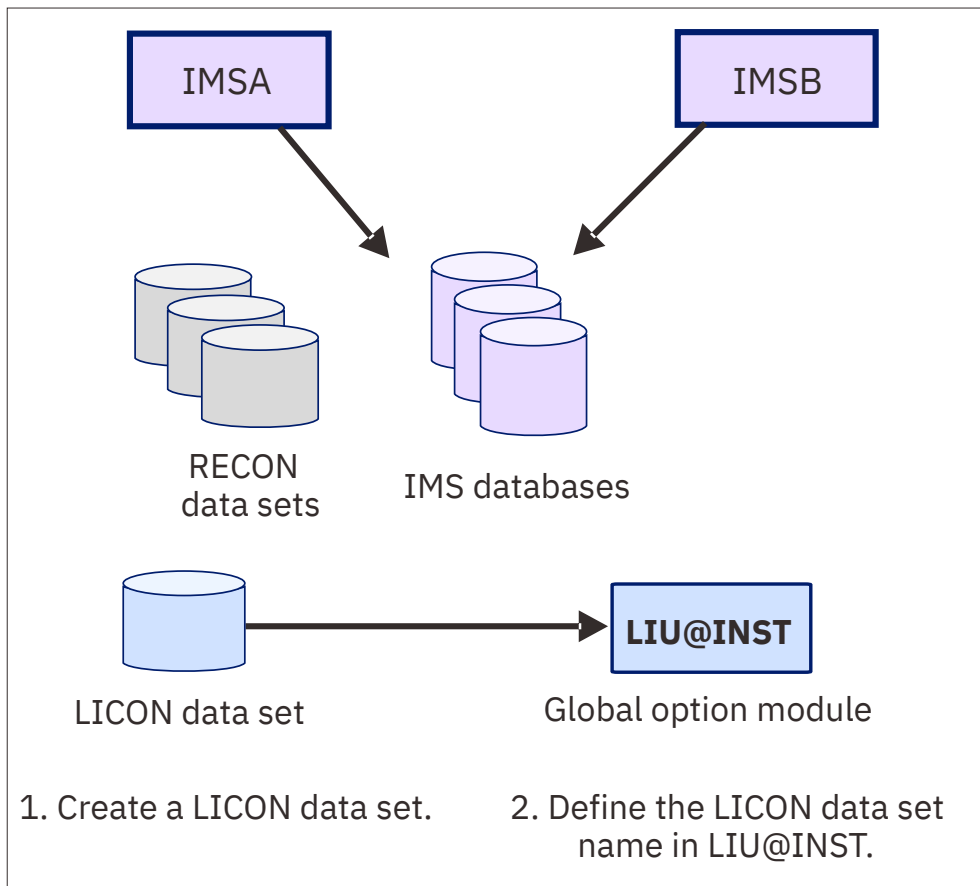 IMSA
IMSB
RECON
data sets
IMS databases
LIU@INST
LICON data set
Global option module
1. Create a LICON data set.
2. Define the LICON data set
name in LIU@INST.